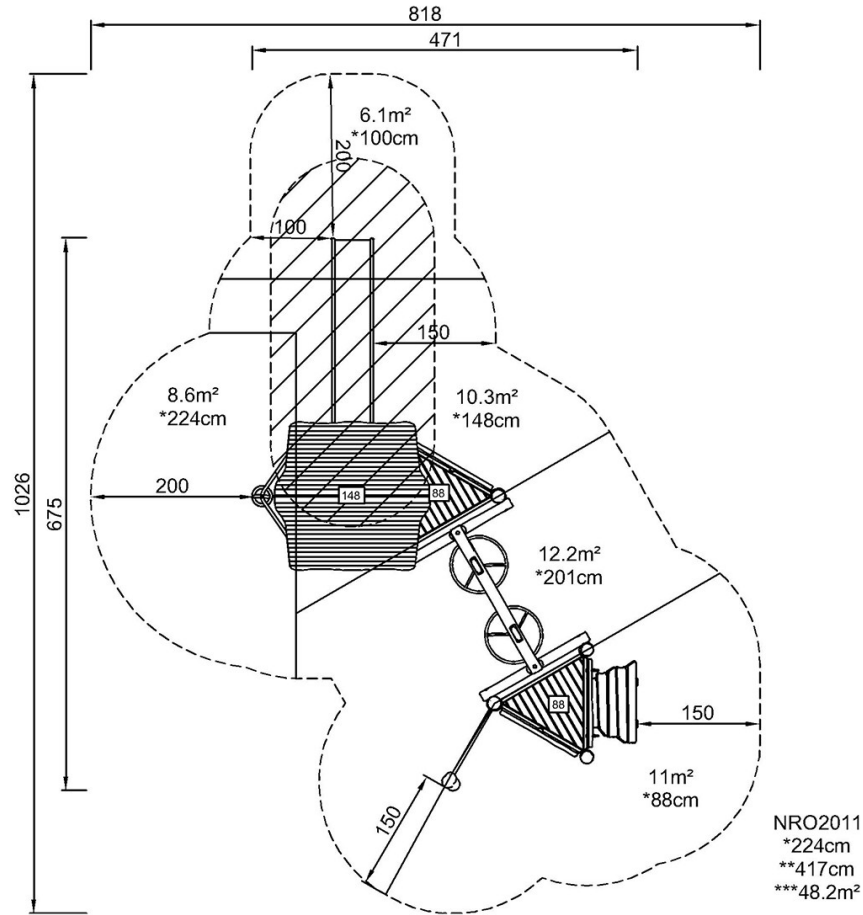 818
471
6.1m²
*100cm
200
100
150
8.6m²
*224cm
10.3m²
*148cm
1026
675
200
148
88
12.2m²
*201cm
88
150
11m²
*88cm
150
NRO2011
*224cm
**417cm
***48.2m²